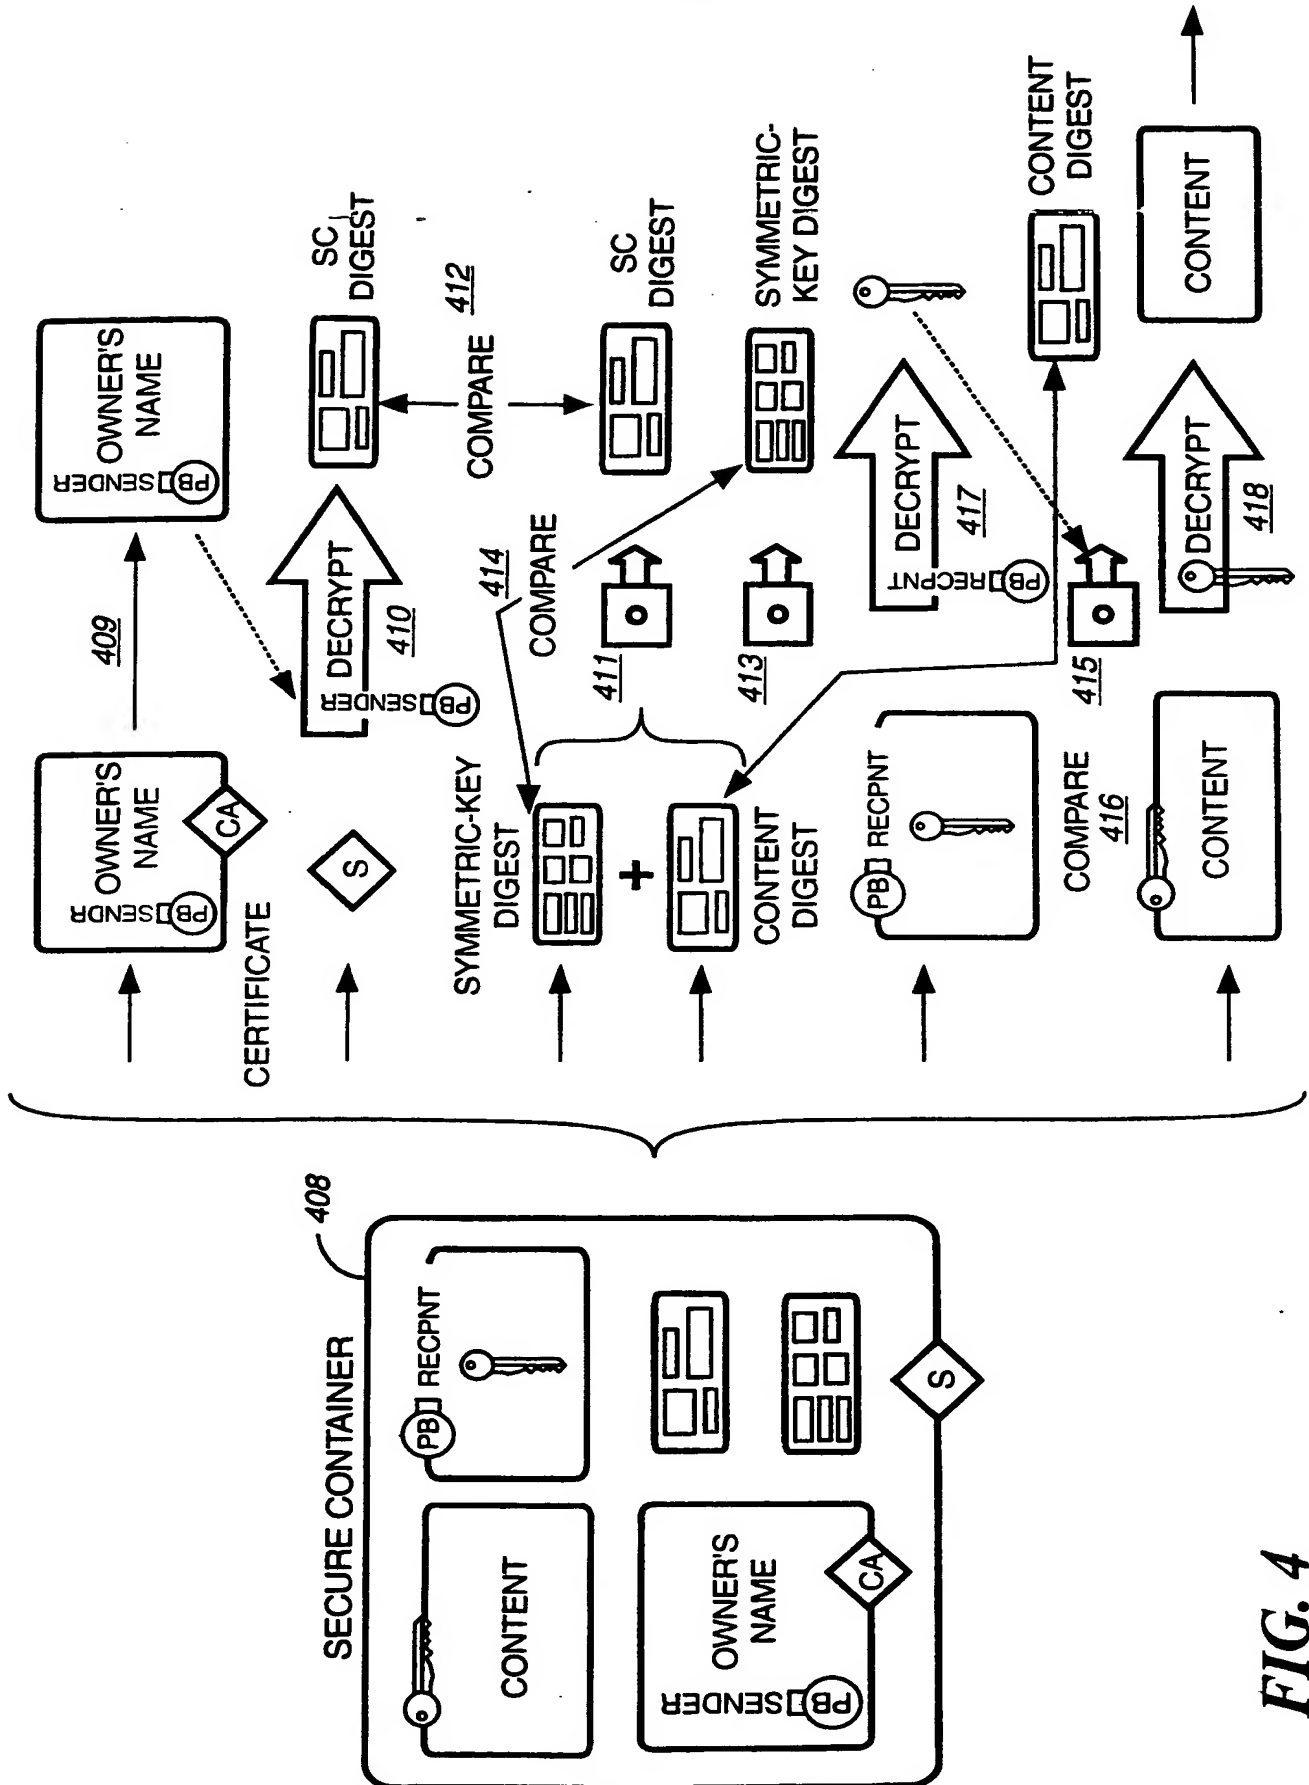 SECURE CONTAINER
408
CONTENT
PB
RECPNT
OWNER'S
NAME
PB
SENDER
CA
S
OWNER'S
NAME
PB
SENDR
CA
CERTIFICATE
409
OWNER'S
NAME
PB
SENDER
S
DECRYPT
PB
SENDER
410
SC
DIGEST
COMPARE
412
SYMMETRIC-KEY
DIGEST
+
CONTENT
DIGEST
414
COMPARE
411
SC
DIGEST
413
SYMMETRIC-
KEY DIGEST
PB
RECPNT
DECRYPT
PB
RECPNT
417
COMPARE
416
415
CONTENT
DIGEST
CONTENT
DECRYPT
418
CONTENT
FIG. 4